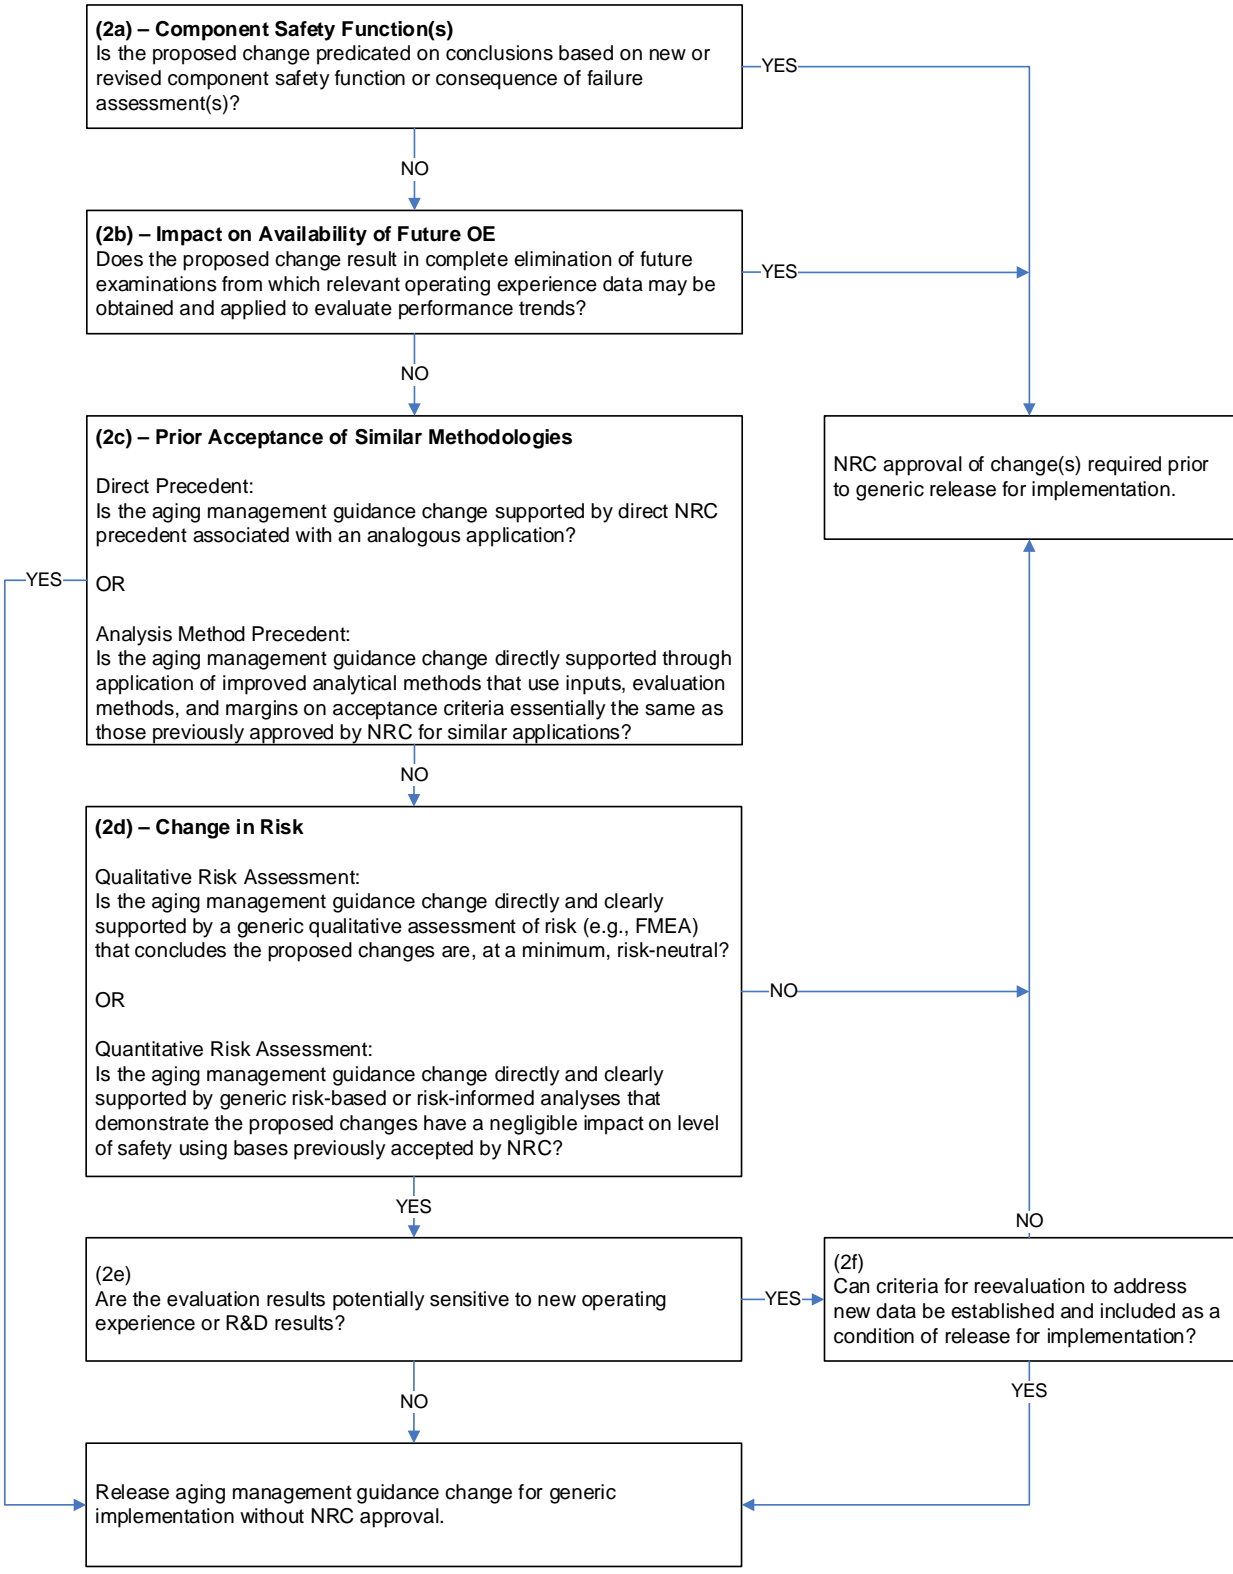 (2a) – Component Safety Function(s)
Is the proposed change predicated on conclusions based on new or
revised component safety function or consequence of failure
assessment(s)?
YES
NO
(2b) – Impact on Availability of Future OE
Does the proposed change result in complete elimination of future
examinations from which relevant operating experience data may be
obtained and applied to evaluate performance trends?
YES
NO
(2c) – Prior Acceptance of Similar Methodologies
Direct Precedent:
Is the aging management guidance change supported by direct NRC
precedent associated with an analogous application?
OR
Analysis Method Precedent:
Is the aging management guidance change directly supported through
application of improved analytical methods that use inputs, evaluation
methods, and margins on acceptance criteria essentially the same as
those previously approved by NRC for similar applications?
YES
NRC approval of change(s) required prior
to generic release for implementation.
NO
(2d) – Change in Risk
Qualitative Risk Assessment:
Is the aging management guidance change directly and clearly
supported by a generic qualitative assessment of risk (e.g., FMEA)
that concludes the proposed changes are, at a minimum, risk-neutral?
OR
Quantitative Risk Assessment:
Is the aging management guidance change directly and clearly
supported by generic risk-based or risk-informed analyses that
demonstrate the proposed changes have a negligible impact on level
of safety using bases previously accepted by NRC?
NO
YES
(2e)
Are the evaluation results potentially sensitive to new operating
experience or R&D results?
YES
NO
(2f)
Can criteria for reevaluation to address
new data be established and included as a
condition of release for implementation?
NO
YES
Release aging management guidance change for generic
implementation without NRC approval.